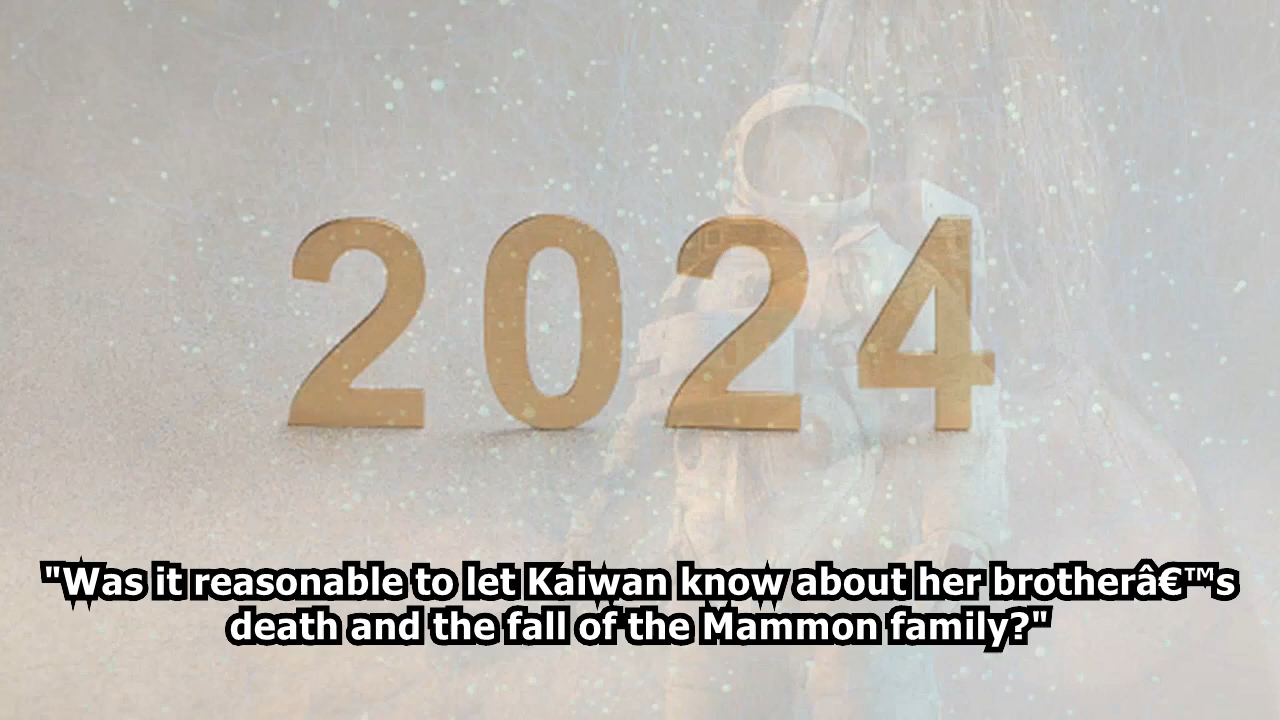 2024
"Was it reasonable to let Kaiwan know about her brotherâ€™s
death and the fall of the Mammon family?"